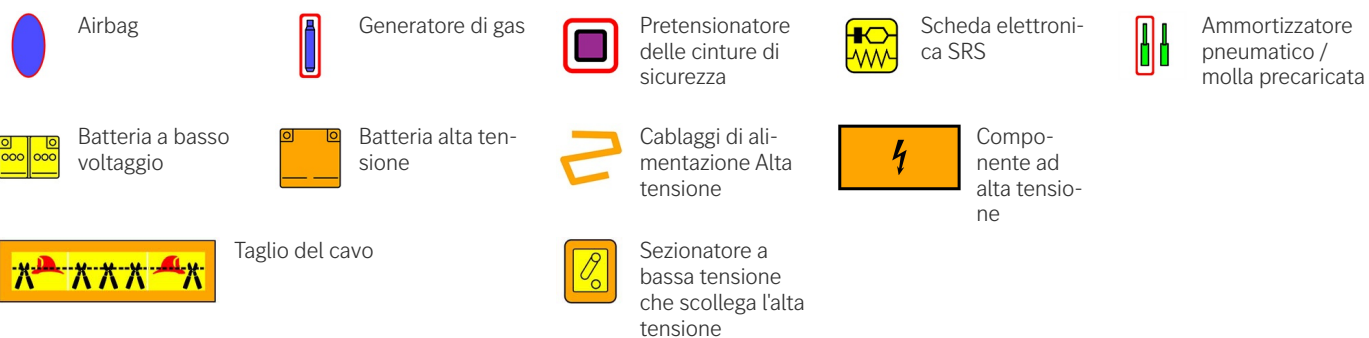 Airbag
Generatore di gas
Pretensionatore
delle cinture di
sicurezza
Scheda elettroni-
ca SRS
Ammortizzatore
pneumatico /
molla precaricata
Batteria a basso
voltaggio
Batteria alta ten-
sione
Cablaggi di ali-
mentazione Alta
tensione
Compo-
nente ad
alta tensio-
ne
Taglio del cavo
Sezionatore a
bassa tensione
che scollega l'alta
tensione